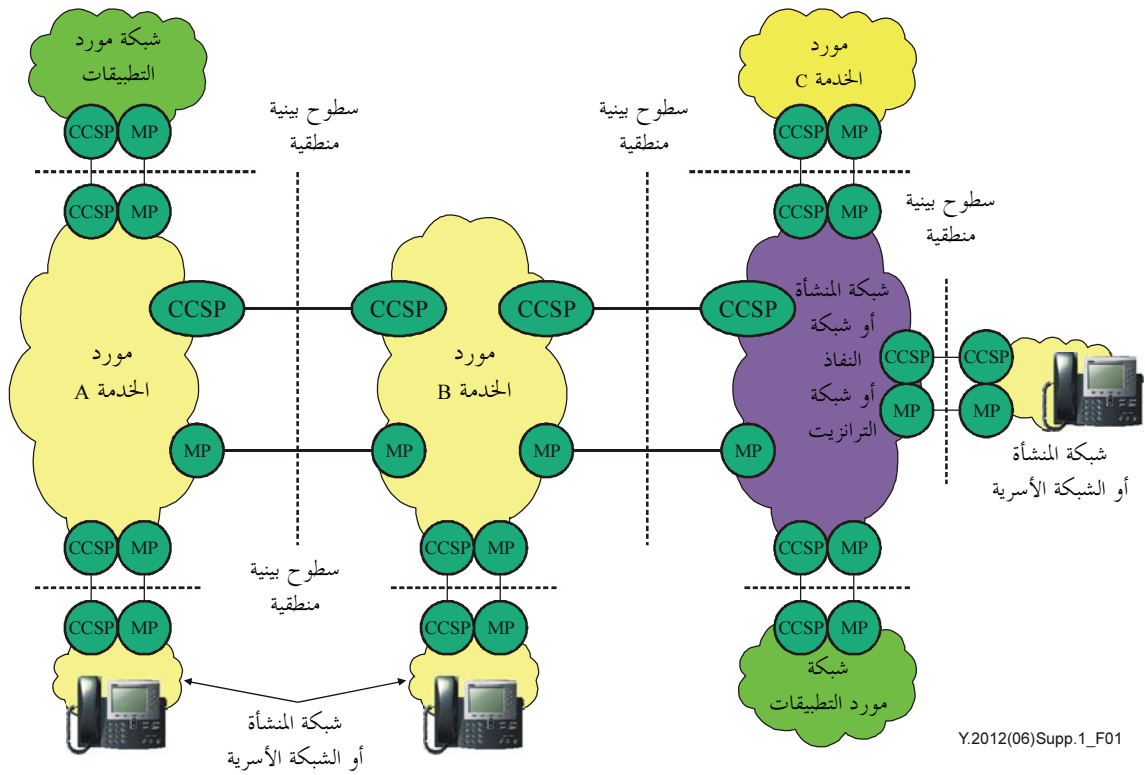 شبكة مورد
التطبيقات
مورد
الخدمة C
سطوح بينية
منطقية
سطوح بينية
منطقية
CCSP MP
CCSP MP
CCSP MP
CCSP MP
سطوح بينية
منطقية
CCSP
CCSP
CCSP
CCSP
شبكة المنشأة
أو شبكة
النفاذ
أو شبكة
الترانزيت
مورد
الخدمة A
مورد
الخدمة B
CCSP
CCSP
MP
MP
MP
MP
MP
MP
شبكة المنشأة
أو الشبكة الأسرية
CCSP MP
CCSP MP
CCSP MP
سطوح بينية
منطقية
CCSP MP
CCSP MP
CCSP MP
شبكة
مورد التطبيقات
شبكة المنشأة
أو الشبكة الأسرية
Y.2012(06)Supp.1_F01